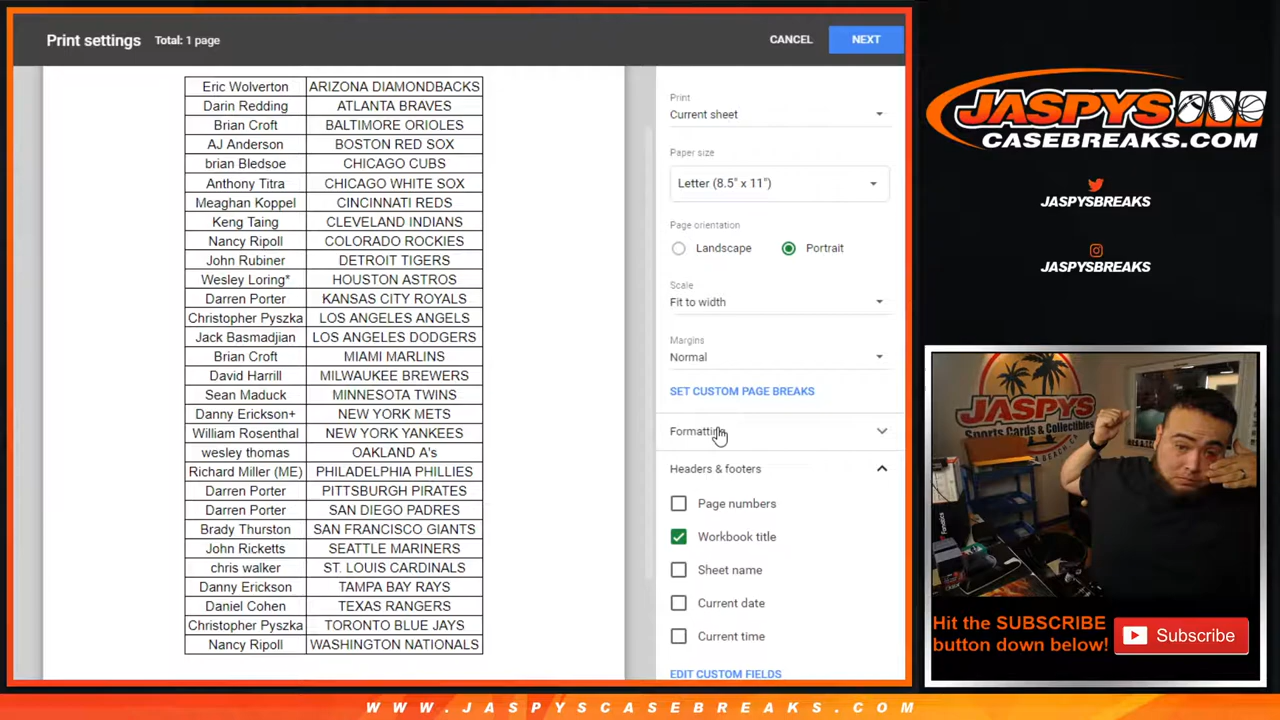 Print settings Total: 1 page CANCEL NEXT
Eric Wolverton ARIZONA DIAMONDBACKS
Darin Redding ATLANTA BRAVES
Brian Croft BALTIMORE ORIOLES
AJ Anderson BOSTON RED SOX
brian Bledsoe CHICAGO CUBS
Anthony Titra CHICAGO WHITE SOX
Meaghan Koppel CINCINNATI REDS
Keng Taing CLEVELAND INDIANS
Nancy Ripoll COLORADO ROCKIES
John Rubiner DETROIT TIGERS
Wesley Loring* HOUSTON ASTROS
Darren Porter KANSAS CITY ROYALS
Christopher Pyszka LOS ANGELES ANGELS
Jack Basmadjian LOS ANGELES DODGERS
Brian Croft MIAMI MARLINS
David Harrill MILWAUKEE BREWERS
Sean Maduck MINNESOTA TWINS
Danny Erickson+ NEW YORK METS
William Rosenthal NEW YORK YANKEES
wesley thomas OAKLAND A's
Richard Miller (ME) PHILADELPHIA PHILLIES
Darren Porter PITTSBURGH PIRATES
Darren Porter SAN DIEGO PADRES
Brady Thurston SAN FRANCISCO GIANTS
John Ricketts SEATTLE MARINERS
chris walker ST. LOUIS CARDINALS
Danny Erickson TAMPA BAY RAYS
Daniel Cohen TEXAS RANGERS
Christopher Pyszka TORONTO BLUE JAYS
Nancy Ripoll WASHINGTON NATIONALS
Print
Current sheet
Paper size
Letter (8.5" x 11")
Page orientation
Landscape Portrait
Scale
Fit to width
Margins
Normal
SET CUSTOM PAGE BREAKS
Formatting
Headers & footers
Page numbers
Workbook title
Sheet name
Current date
Current time
EDIT CUSTOM FIELDS
JASPYS
CASEBREAKS.COM
JASPYSBREAKS
JASPYSBREAKS
JASPYS
Sports Cards & Collectibles
Hit the SUBSCRIBE
button down below!
Subscribe
WWW.JASPYSCASEBREAKS.COM